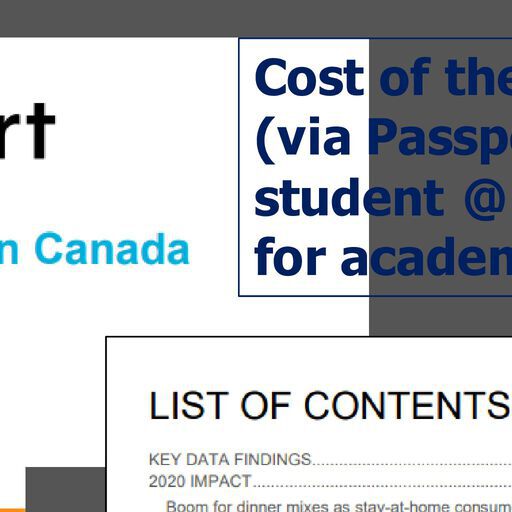 rt
n Canada
Cost of the
(via Passp
student @
for academ
LIST OF CONTENTS
KEY DATA FINDINGS
2020 IMPACT
Boom for dinner mixes as stay-at-home consum